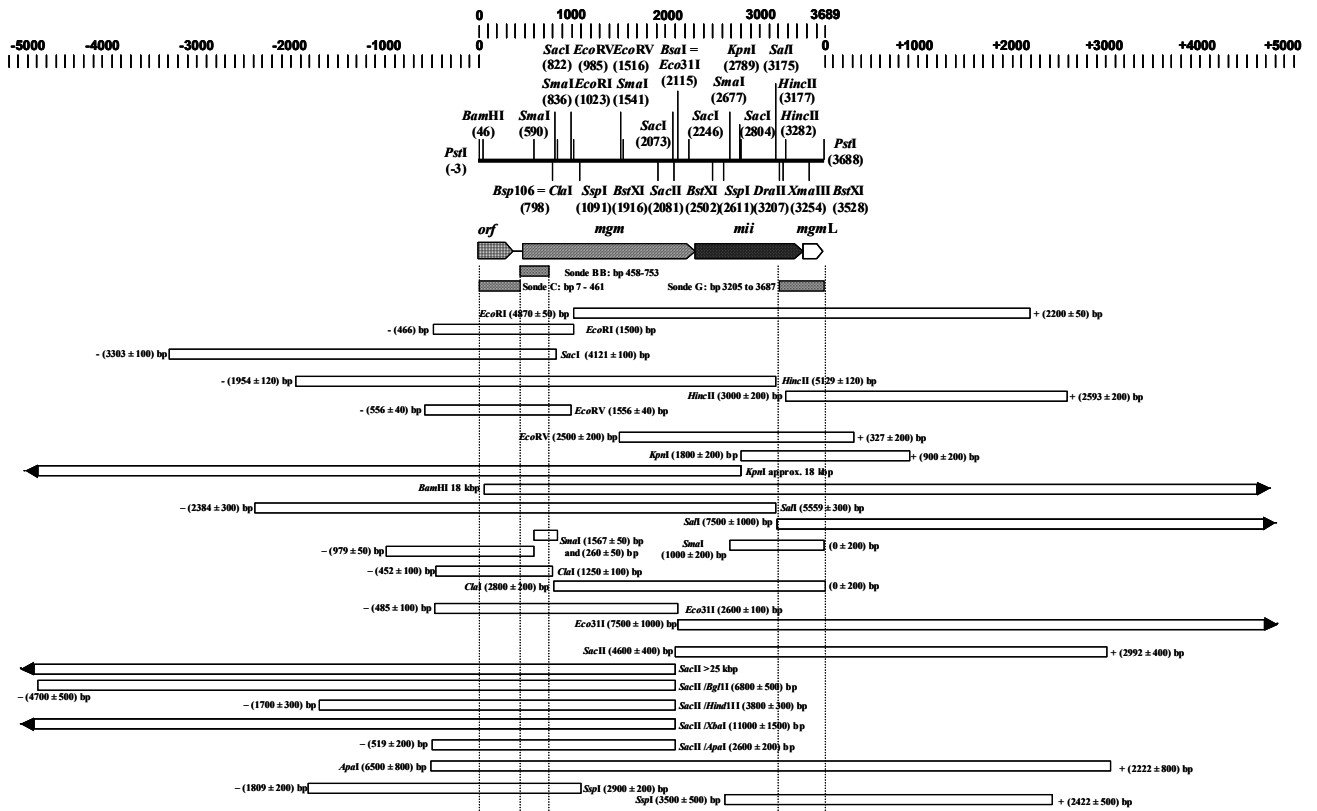 0 1000 2000 3000 3689
-5000 -4000 -3000 -2000 -1000 0 0 +1000 +2000 +3000 +4000 +5000
SacI EcoRV EcoRV BsaI = KpnI SalI
(822) (985) (1516) Eco31I (2789) (3175)
(2115)
SmaI EcoRI SmaI SmaI HincII
(836) (1023) (1541) (2677) (3177)
BamHI SmaI SacI SacI SacI HincII
(46) (590) (2073) (2246) (2804) (3282)
PstI PstI
(-3) (3688)
Bsp106 = ClaI SspI BstXI SacII BstXI SspI DraII XmaIII BstXI
(798) (1091) (1916) (2081) (2502) (2611) (3207) (3254) (3528)
orf mgm mii mgmL
Sonde BB: bp 458-753
Sonde C: bp 7 - 461 Sonde G: bp 3205 to 3687
EcoRI (4870 ± 50) bp + (2200 ± 50) bp
- (466) bp EcoRI (1500) bp
- (3303 ± 100) bp SacI (4121 ± 100) bp
- (1954 ± 120) bp HincII (5129 ± 120) bp
HincII (3000 ± 200) bp + (2593 ± 200) bp
- (556 ± 40) bp EcoRV (1556 ± 40) bp
EcoRV (2500 ± 200) bp + (327 ± 200) bp
KpnI (1800 ± 200) bp + (900 ± 200) bp
KpnI approx. 18 kbp
BamHI 18 kbp
– (2384 ± 300) bp SalI (5559 ± 300) bp
SalI (7500 ± 1000) bp
SmaI (1567 ± 50) bp
and (260 ± 50) bp
– (979 ± 50) bp
SmaI
(1000 ± 200) bp (0 ± 200) bp
– (452 ± 100) bp ClaI (1250 ± 100) bp
ClaI (2800 ± 200) bp (0 ± 200) bp
– (485 ± 100) bp Eco31I (2600 ± 100) bp
Eco31I (7500 ± 1000) bp
SacII (4600 ± 400) bp + (2992 ± 400) bp
SacII >25 kbp
– (4700 ± 500) bp SacII /BglII (6800 ± 500) bp
– (1700 ± 300) bp SacII /HindIII (3800 ± 300) bp
SacII /XbaI (11000 ± 1500) bp
– (519 ± 200) bp SacII /ApaI (2600 ± 200) bp
ApaI (6500 ± 800) bp + (2222 ± 800) bp
– (1809 ± 200) bp SspI (2900 ± 200) bp
SspI (3500 ± 500) bp + (2422 ± 500) bp